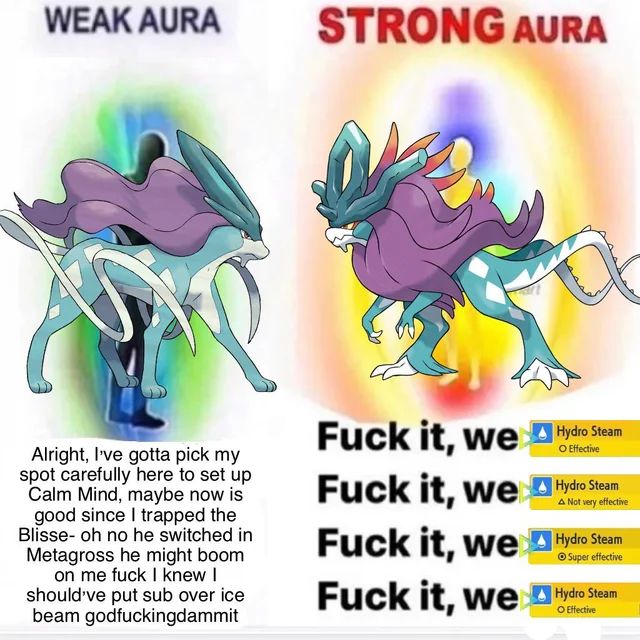 WEAK AURA
STRONG AURA
Alright, I've gotta pick my
spot carefully here to set up
Calm Mind, maybe now is
good since I trapped the
Blisse- oh no he switched in
Metagross he might boom
on me fuck I knew I
should've put sub over ice
beam godfuckingdammit
Fuck it, we Hydro Steam
Effective
Fuck it, we Hydro Steam
Not very effective
Fuck it, we Hydro Steam
Super effective
Fuck it, we Hydro Steam
Effective